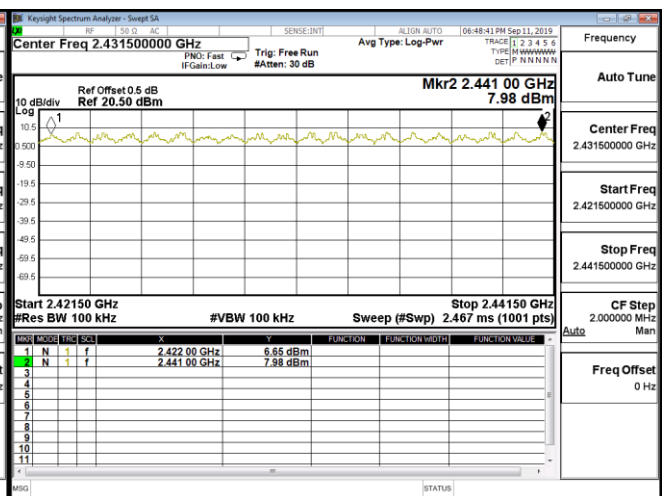 Keysight Spectrum Analyzer - Swept SA
RF 50 Ω AC SENSE:INT ALIGN AUTO 06:48:41 PM Sep 11, 2019
Center Freq 2.431500000 GHz
PNO: Fast
IFGain:Low
Trig: Free Run
#Atten: 30 dB
Avg Type: Log-Pwr
TRACE 1 2 3 4 5 6
TYPE M WWWWW
DET P N N N N N
Ref Offset 0.5 dB
10 dB/div Ref 20.50 dBm
Log
Mkr2 2.441 00 GHz
7.98 dBm
1
2
10.5
0.500
-9.50
-19.5
-29.5
-39.5
-49.5
-59.5
-69.5
Start 2.42150 GHz Stop 2.44150 GHz
#Res BW 100 kHz #VBW 100 kHz Sweep (#Swp) 2.467 ms (1001 pts)
MKR MODE TRC SCL X Y FUNCTION FUNCTION WIDTH FUNCTION VALUE
1 N 1 f 2.422 00 GHz 6.65 dBm
2 N 1 f 2.441 00 GHz 7.98 dBm
3
4
5
6
7
8
9
10
11
MSG STATUS
Frequency
Auto Tune
Center Freq
2.431500000 GHz
Start Freq
2.421500000 GHz
Stop Freq
2.441500000 GHz
CF Step
2.000000 MHz
Auto Man
Freq Offset
0 Hz